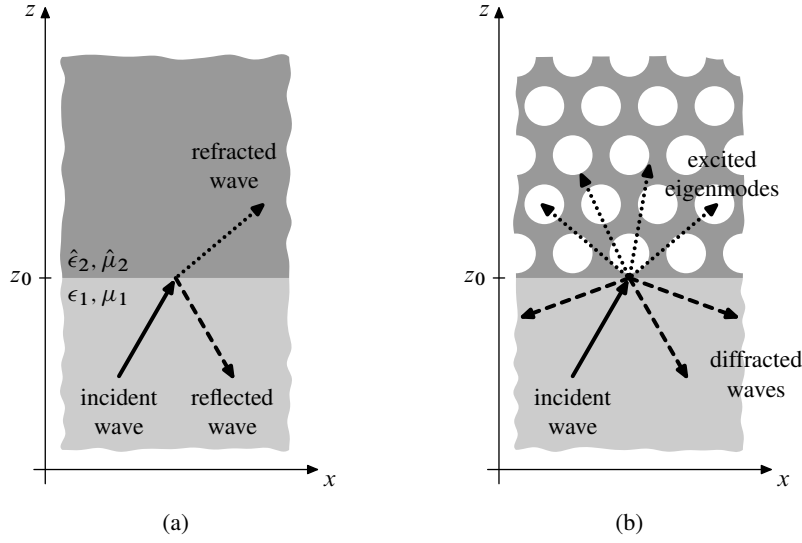 z
refracted
wave
ϵ̂₂, μ̂₂
z₀
ϵ₁, μ₁
incident
wave
reflected
wave
x
(a)
z
excited
eigenmodes
z₀
diffracted
waves
incident
wave
x
(b)